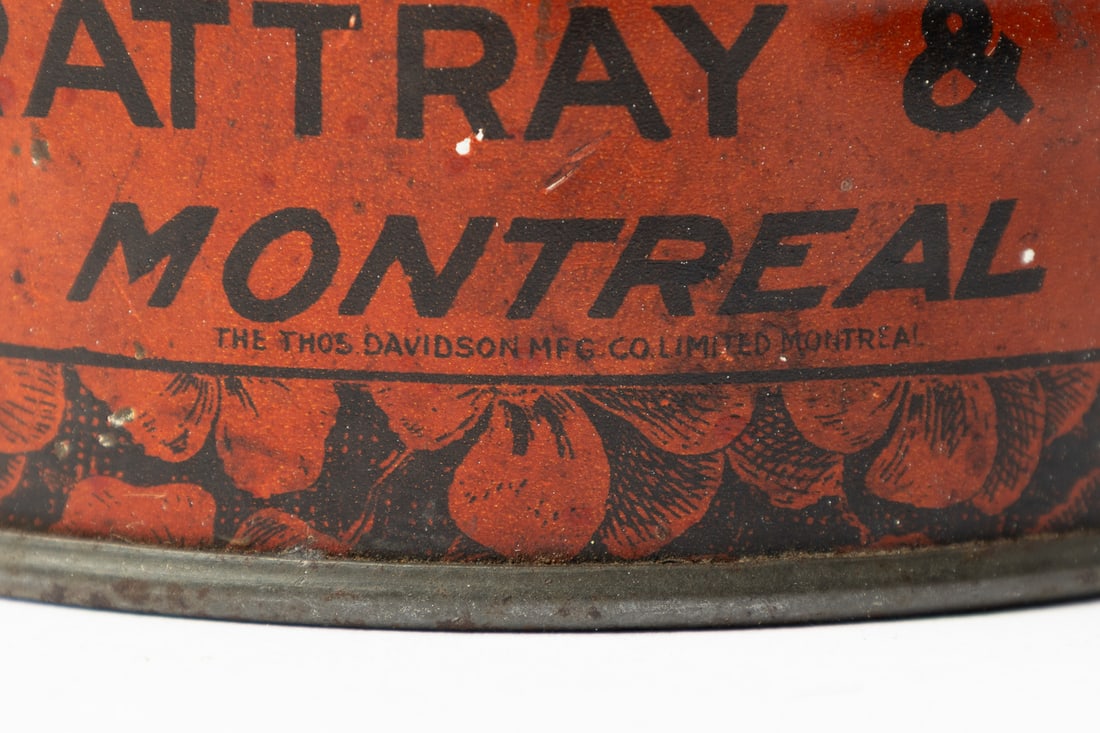 RATTRAY &
MONTREAL
THE THOS. DAVIDSON MFG. CO. LIMITED MONTREAL